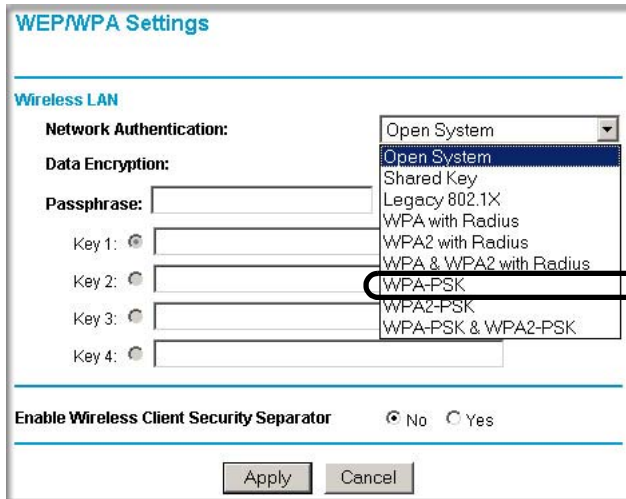 WEP/WPA Settings
Wireless LAN
Network Authentication:
Open System
Open System
Shared Key
Legacy 802.1X
WPA with Radius
WPA2 with Radius
WPA & WPA2 with Radius
WPA-PSK
WPA2-PSK
WPA-PSK & WPA2-PSK
Data Encryption:
Passphrase:
Key 1:
Key 2:
Key 3:
Key 4:
Enable Wireless Client Security Separator No Yes
Apply Cancel